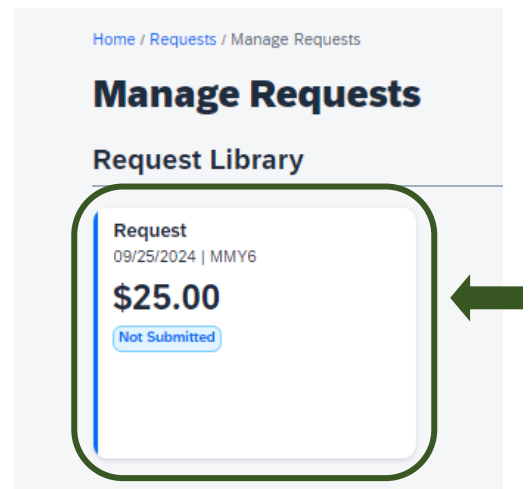 Home / Requests / Manage Requests
Manage Requests
Request Library
Request
09/25/2024 | MMY6
$25.00
Not Submitted